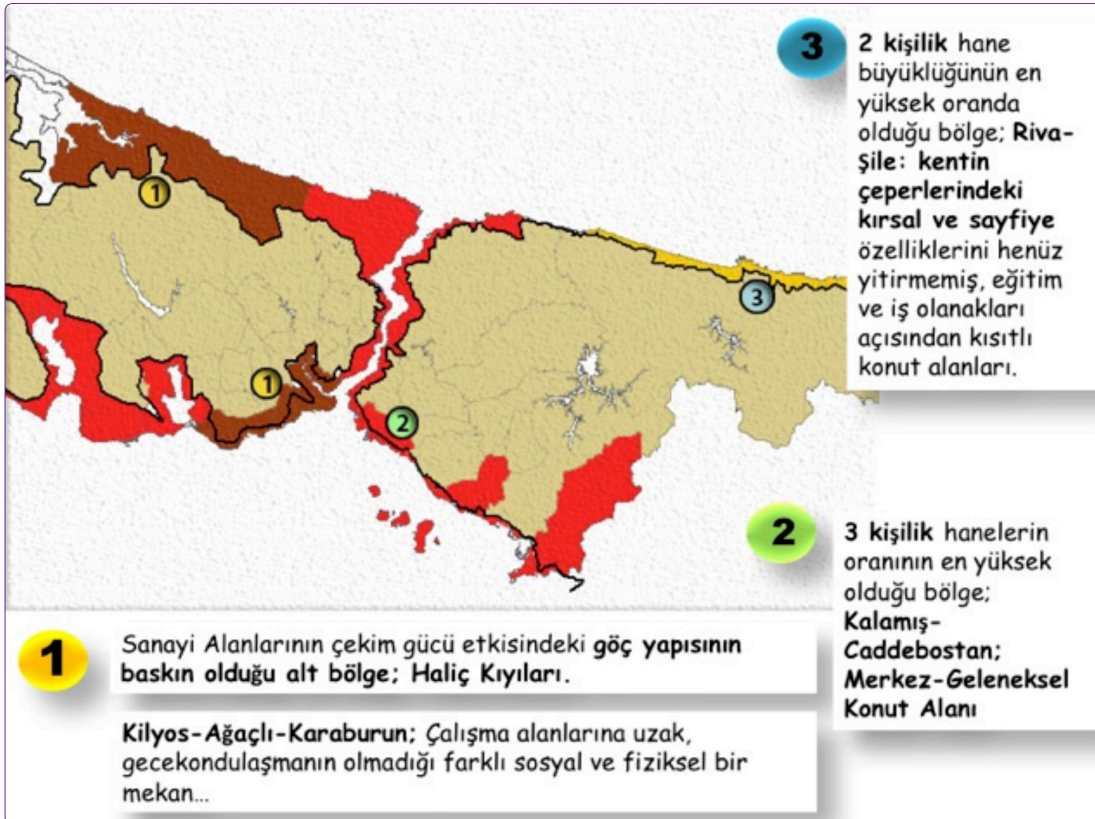 1
1
2
3
3
2 kişilik hane
büyüklüğünün en
yüksek oranda
olduğu bölge; Riva-
Şile: kentin
çeperlerindeki
kırsal ve sayfiye
özelliklerini henüz
yitirmemiş, eğitim
ve iş olanakları
açısından kısıtlı
konut alanları.
2
3 kişilik hanelerin
oranının en yüksek
olduğu bölge;
Kalamış-
Caddebostan;
Merkez-Geleneksel
Konut Alanı
1
Sanayi Alanlarının çekim gücü etkisindeki göç yapısının
baskın olduğu alt bölge; Haliç Kıyıları.
Kilyos-Ağaçlı-Karaburun; Çalışma alanlarına uzak,
gecekondulaşmanın olmadığı farklı sosyal ve fiziksel bir
mekan…